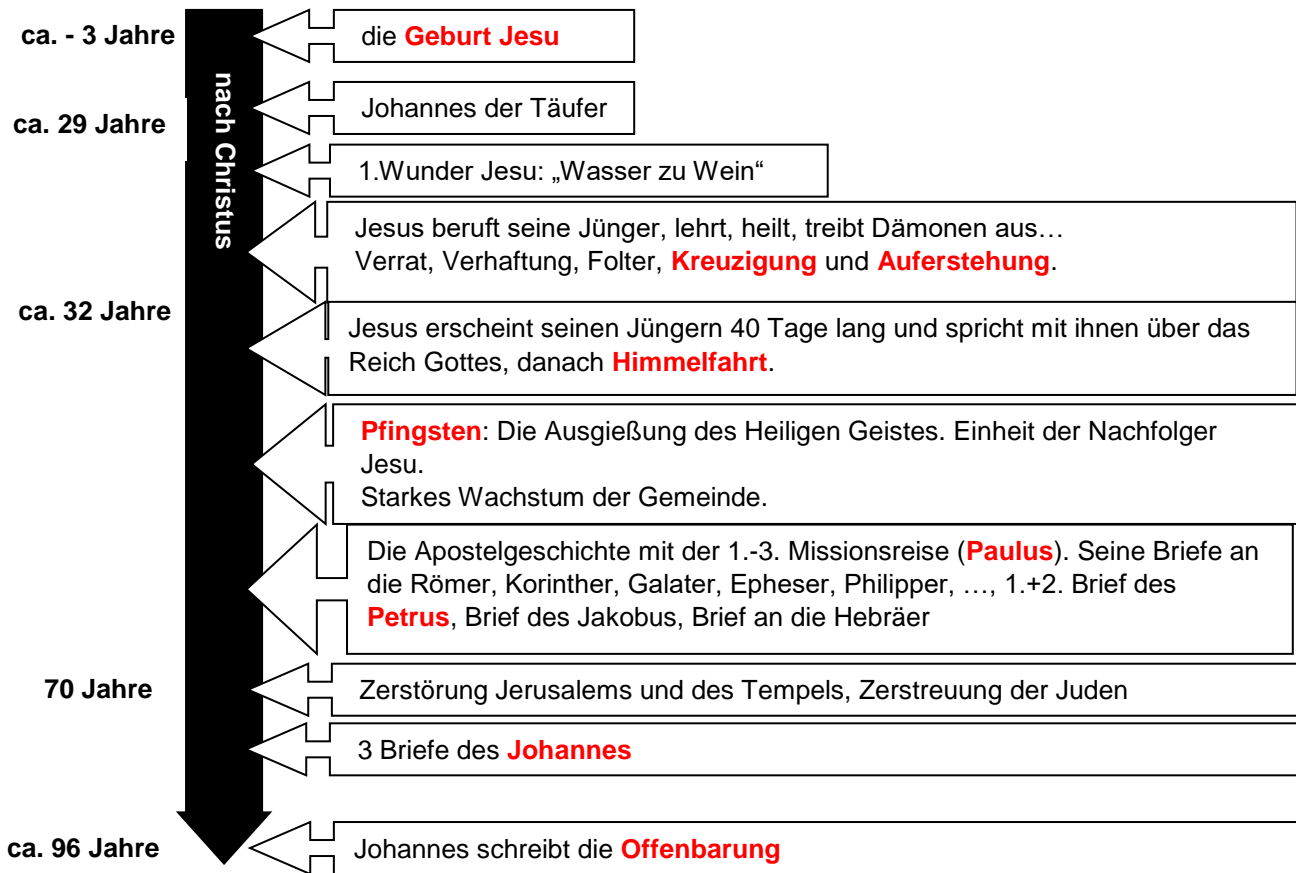 ca. - 3 Jahre
die Geburt Jesu
nach Christus
Johannes der Täufer
ca. 29 Jahre
1.Wunder Jesu: „Wasser zu Wein“
Jesus beruft seine Jünger, lehrt, heilt, treibt Dämonen aus…
Verrat, Verhaftung, Folter, Kreuzigung und Auferstehung.
ca. 32 Jahre
Jesus erscheint seinen Jüngern 40 Tage lang und spricht mit ihnen über das
Reich Gottes, danach Himmelfahrt.
Pfingsten: Die Ausgießung des Heiligen Geistes. Einheit der Nachfolger
Jesu.
Starkes Wachstum der Gemeinde.
Die Apostelgeschichte mit der 1.-3. Missionsreise (Paulus). Seine Briefe an
die Römer, Korinther, Galater, Epheser, Philipper, …, 1.+2. Brief des
Petrus, Brief des Jakobus, Brief an die Hebräer
70 Jahre
Zerstörung Jerusalems und des Tempels, Zerstreuung der Juden
3 Briefe des Johannes
ca. 96 Jahre
Johannes schreibt die Offenbarung